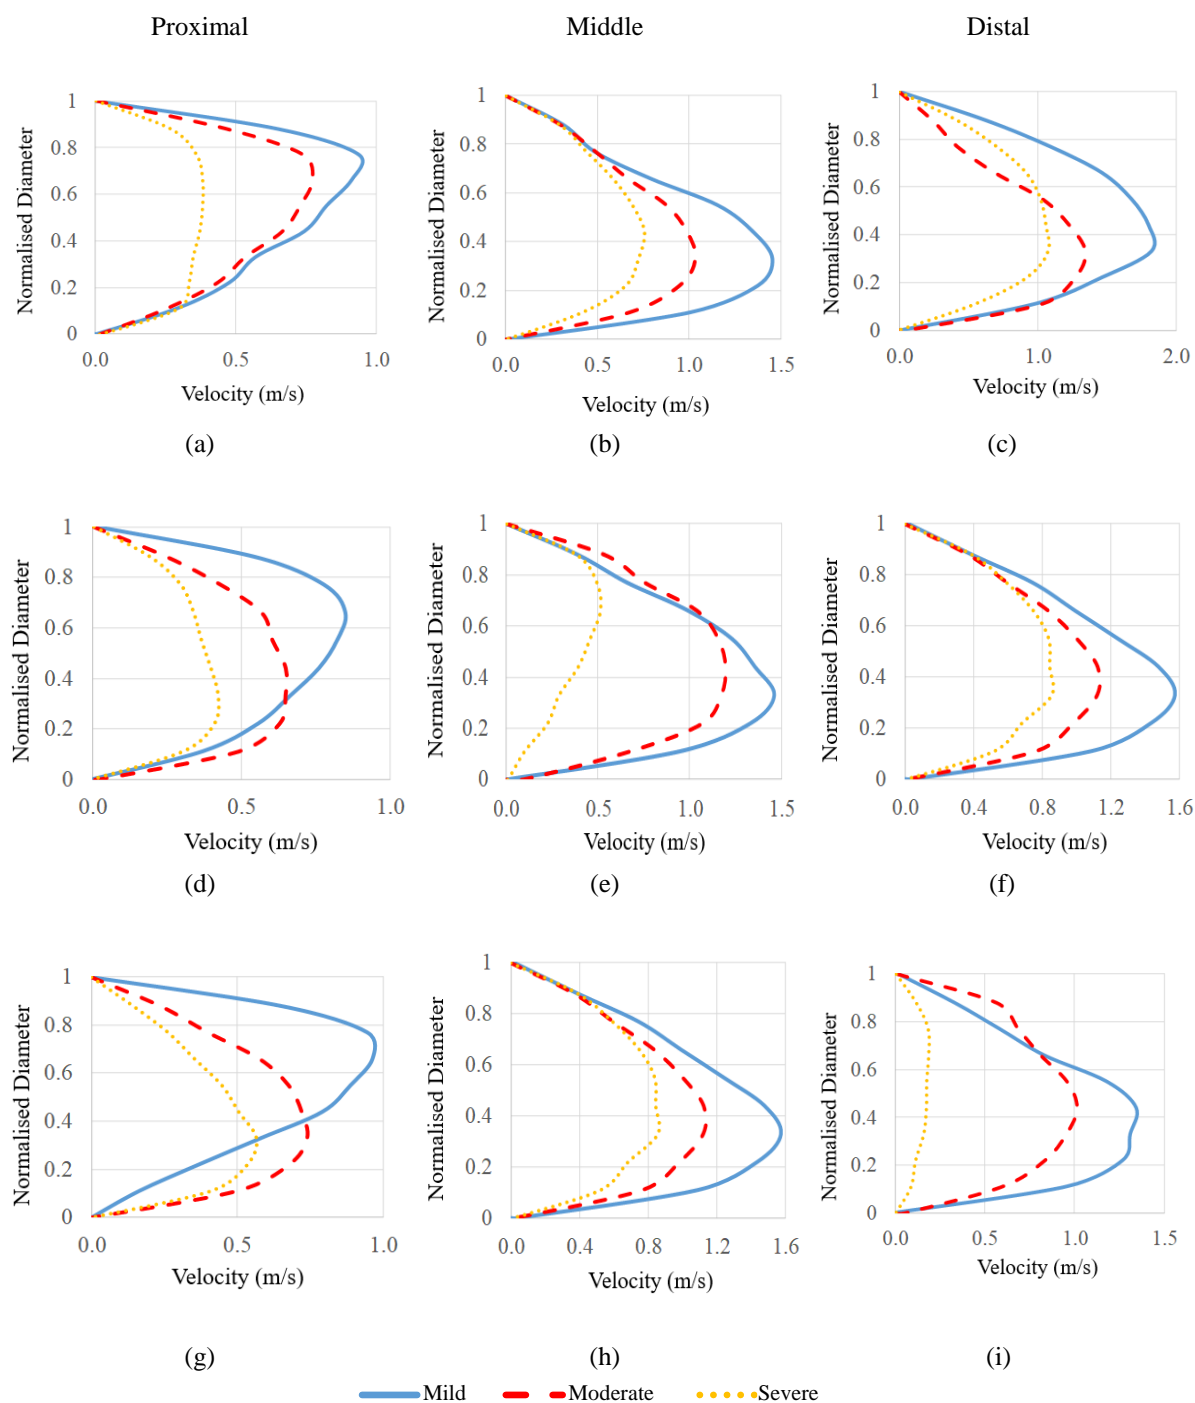 Proximal Middle Distal
Normalised Diameter
1
0.8
0.6
0.4
0.2
0
0.0 0.5 1.0
Velocity (m/s)
(a)
Normalised Diameter
1
0.8
0.6
0.4
0.2
0
0.0 0.5 1.0 1.5
Velocity (m/s)
(b)
Normalised Diameter
1
0.8
0.6
0.4
0.2
0
0.0 1.0 2.0
Velocity (m/s)
(c)
Normalised Diameter
1
0.8
0.6
0.4
0.2
0
0.0 0.5 1.0
Velocity (m/s)
(d)
Normalised Diameter
1
0.8
0.6
0.4
0.2
0
0.0 0.5 1.0 1.5
Velocity (m/s)
(e)
Normalised Diameter
1
0.8
0.6
0.4
0.2
0
0.0 0.4 0.8 1.2 1.6
Velocity (m/s)
(f)
Normalised Diameter
1
0.8
0.6
0.4
0.2
0
0.0 0.5 1.0
Velocity (m/s)
(g)
Normalised Diameter
1
0.8
0.6
0.4
0.2
0
0.0 0.4 0.8 1.2 1.6
Velocity (m/s)
(h)
Normalised Diameter
1
0.8
0.6
0.4
0.2
0
0.0 0.5 1.0 1.5
Velocity (m/s)
(i)
Mild Moderate Severe